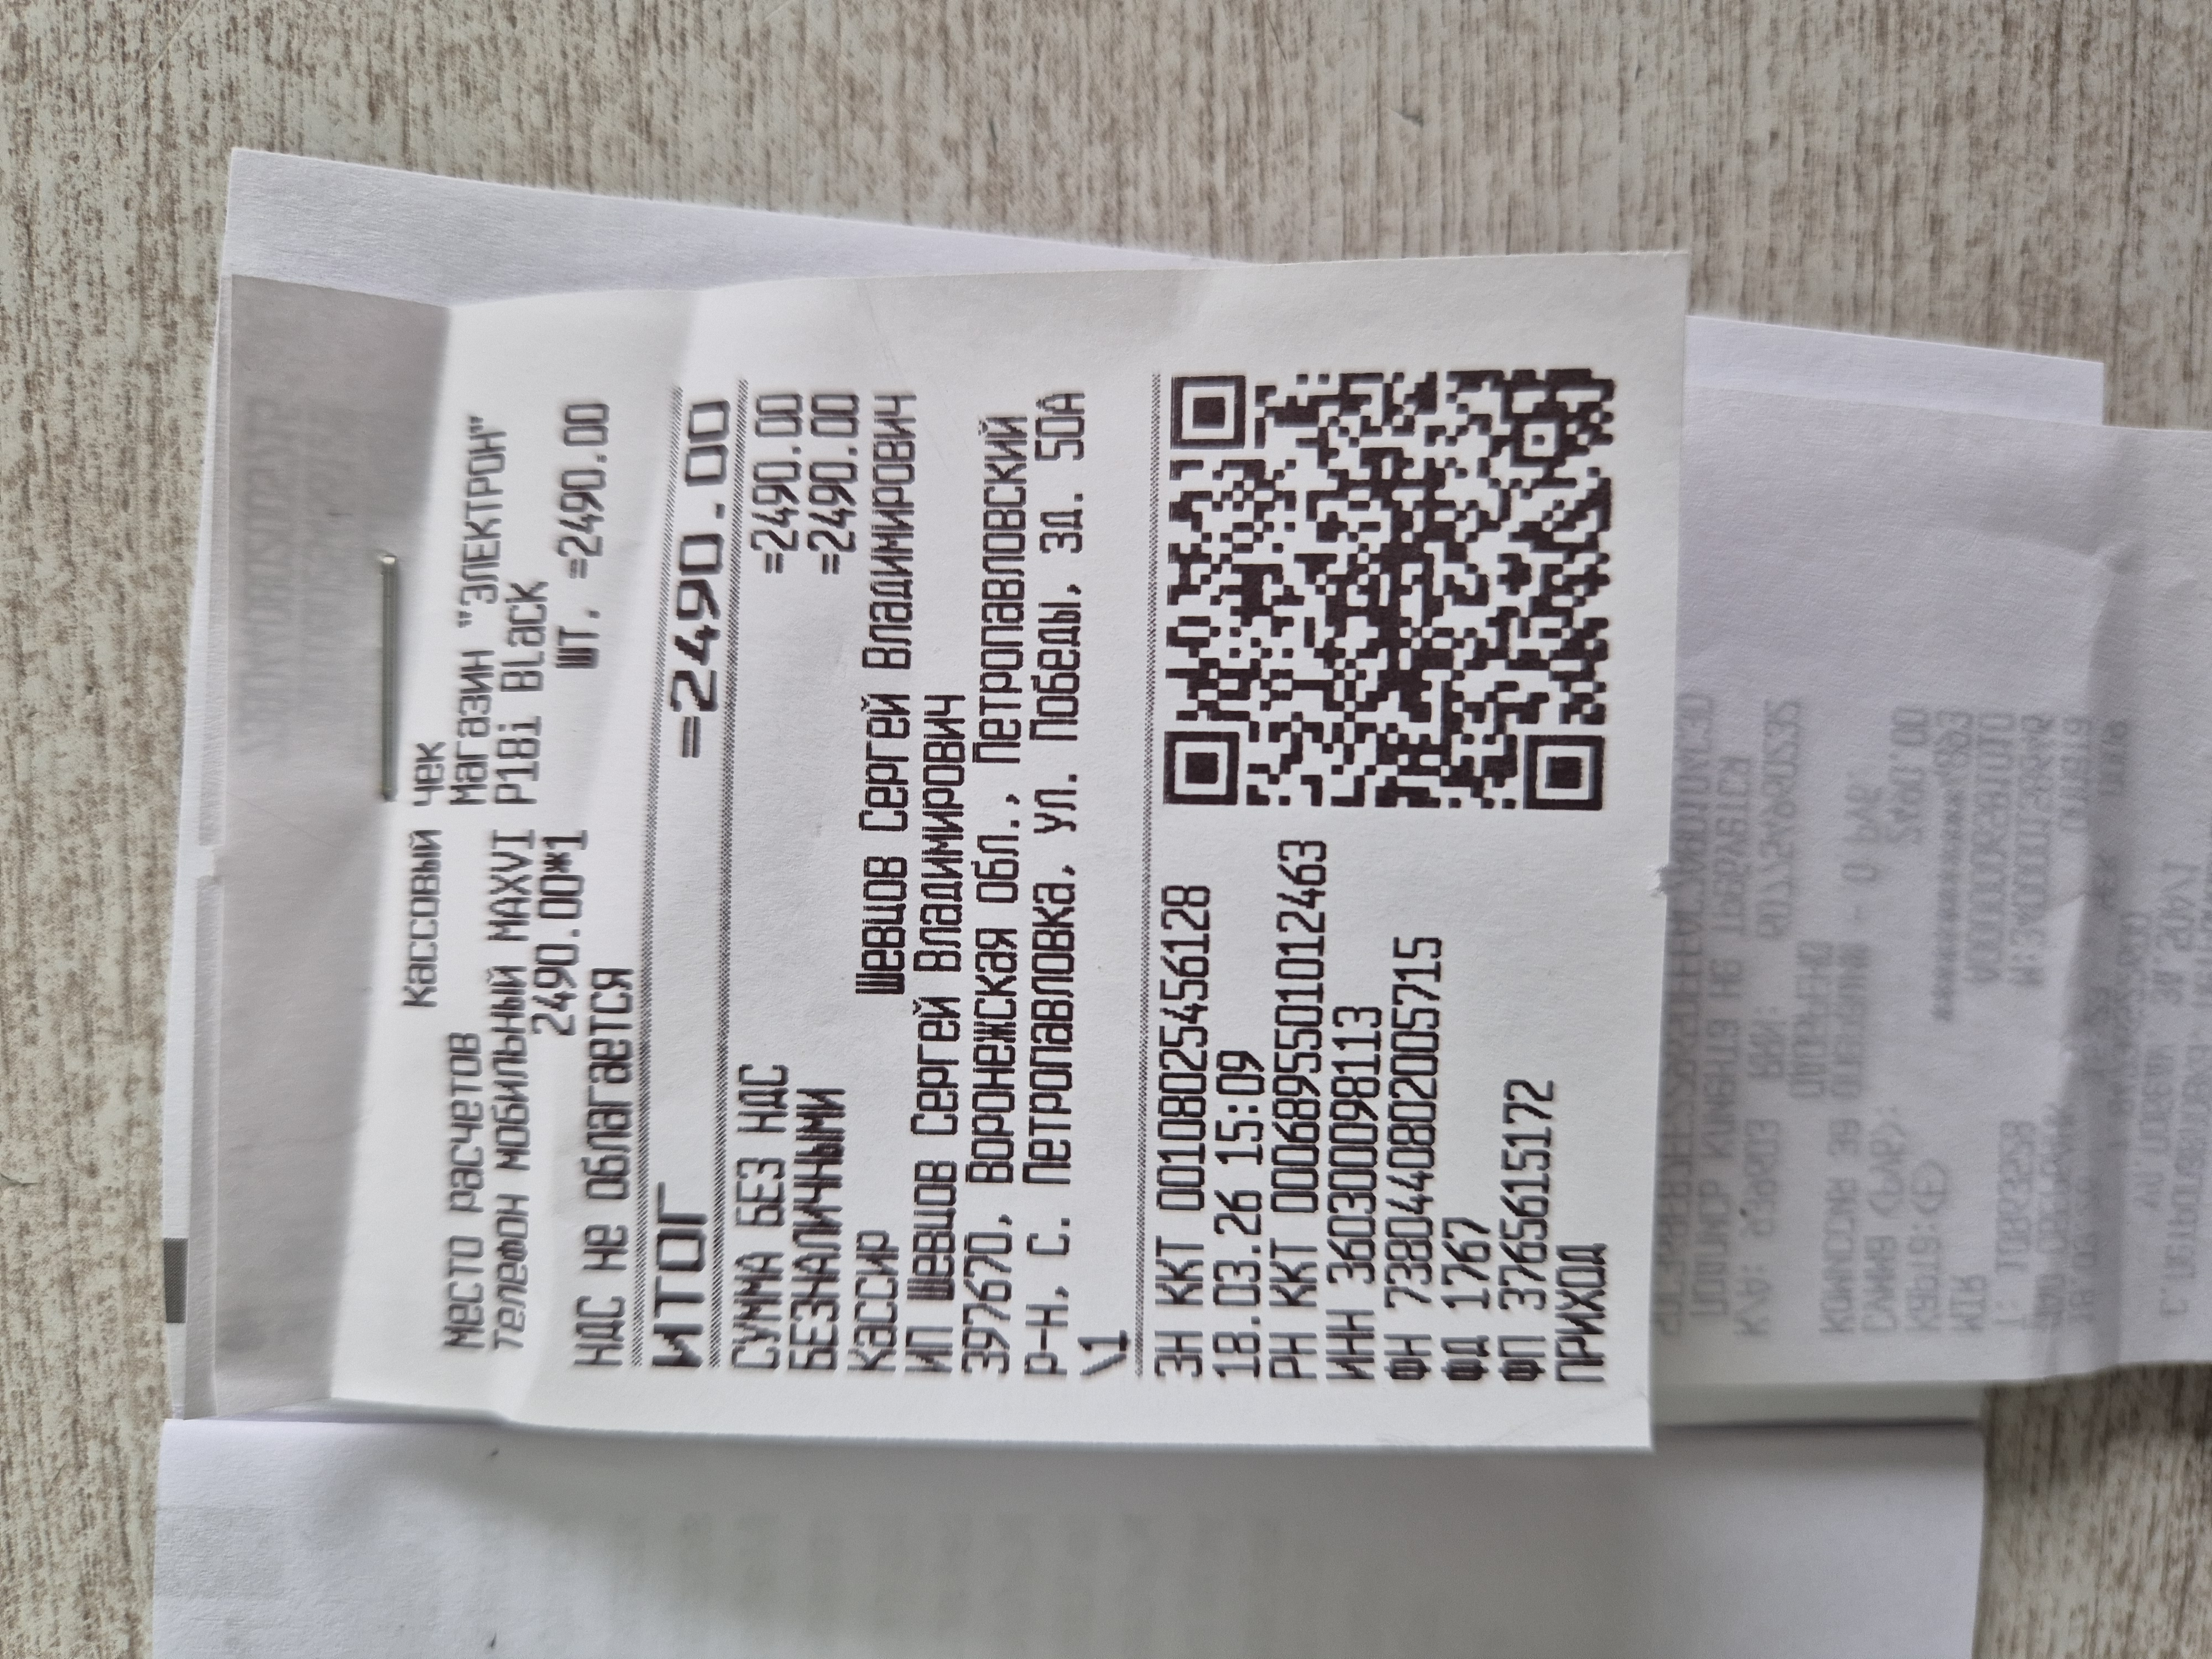 Кассовый чек
Место расчетов Магазин "ЭЛЕКТРОН"
Телефон мобильный MAXVI P18i Black
2490.00*1 ШТ. =2490.00
НДС не облагается
ИТОГ =2490.00
СУММА БЕЗ НДС =2490.00
БЕЗНАЛИЧНЫМИ =2490.00
Кассир Шевцов Сергей Владимирович
ИП Шевцов Сергей Владимирович
397670, Воронежская обл., Петропавловский
р-н, с. Петропавловка, ул. Победы, зд. 50А
\1
ЗН ККТ 00108025456128
18.03.26 15:09
РН ККТ 0006895501012463
ИНН 360300098113
ФН 7380440802005715
ФД 1767
ФП 3765615172
ПРИХОД